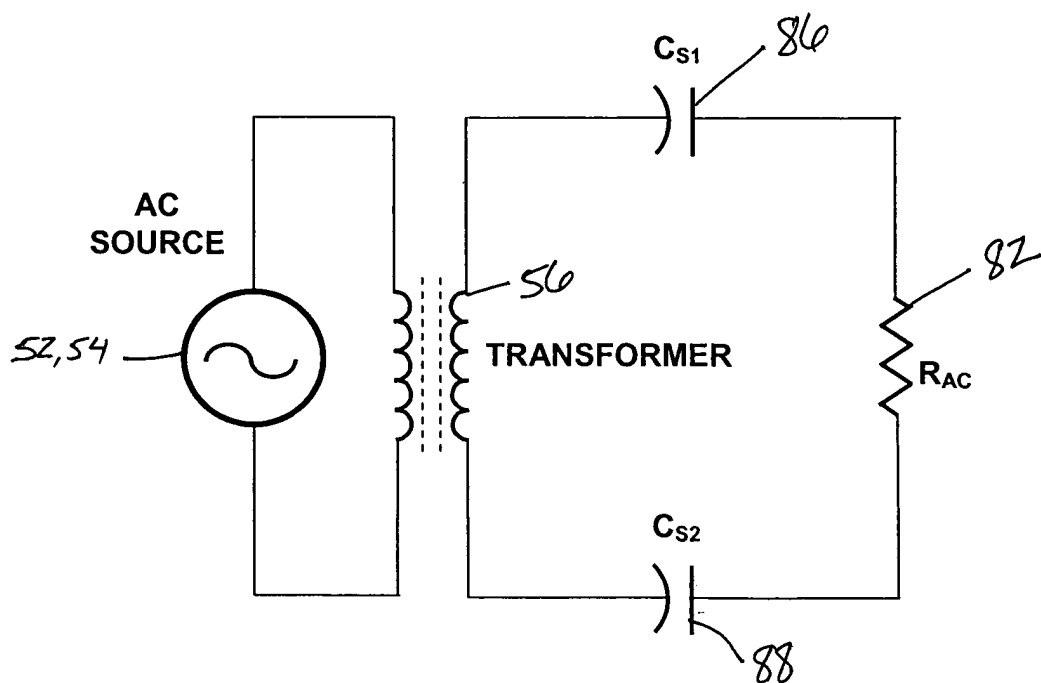 C_S1
86
AC
SOURCE
52,54
56
TRANSFORMER
82
R_AC
C_S2
88